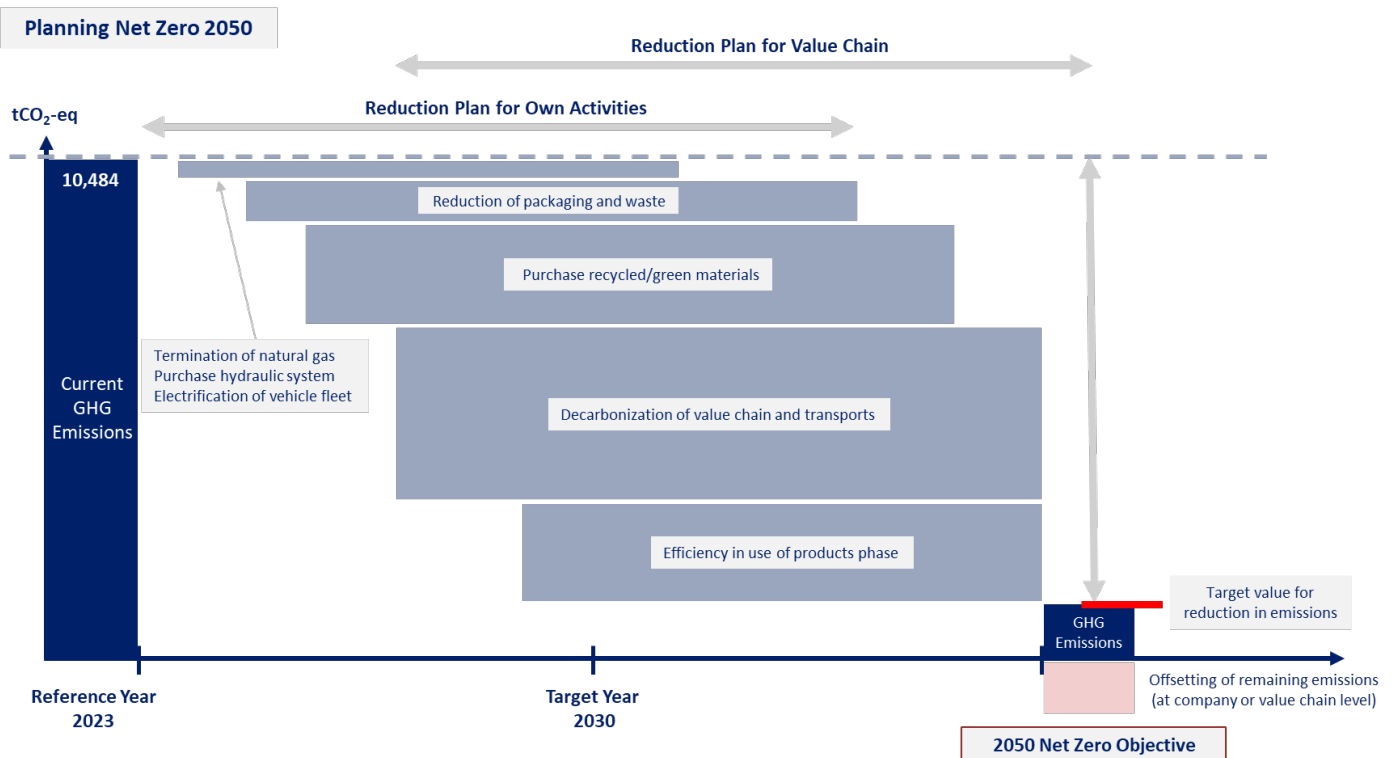 Planning Net Zero 2050
Reduction Plan for Value Chain
Reduction Plan for Own Activities
tCO₂-eq
10,484
Reduction of packaging and waste
Purchase recycled/green materials
Termination of natural gas
Purchase hydraulic system
Electrification of vehicle fleet
Current
GHG
Emissions
Decarbonization of value chain and transports
Efficiency in use of products phase
Target value for
reduction in emissions
GHG
Emissions
Offsetting of remaining emissions
(at company or value chain level)
Reference Year
2023
Target Year
2030
2050 Net Zero Objective